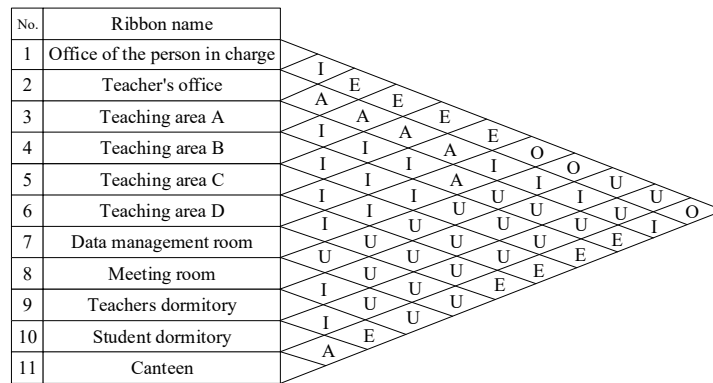 No. Ribbon name
1 Office of the person in charge
I
2 Teacher's office E
A E
3 Teaching area A A E
I A E
4 Teaching area B I A O
I I I O
5 Teaching area C I A I U
I I U I U
6 Teaching area D I U U U O
I U U U I
7 Data management room U U U E
U U U E
8 Meeting room U U E
I U E
9 Teachers dormitory U U
I U
10 Student dormitory E
A
11 Canteen